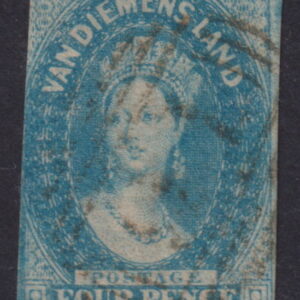 VAN DIEMENS LAND
POSTAGE
FOUR PENCE